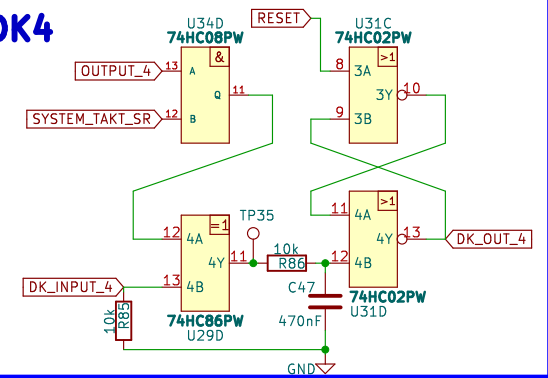 DK4
U34D
74HC08PW
&
OUTPUT_4
13
A
SYSTEM_TAKT_SR
12
B
Q
11
RESET
U31C
74HC02PW
>1
8
3A
9
3B
3Y
10
12
4A
=1
DK_INPUT_4
13
4B
4Y
11
74HC86PW
U29D
10k
R85
TP35
10k
R86
C47
470nF
GND
11
4A
>1
12
4B
4Y
13
DK_OUT_4
74HC02PW
U31D